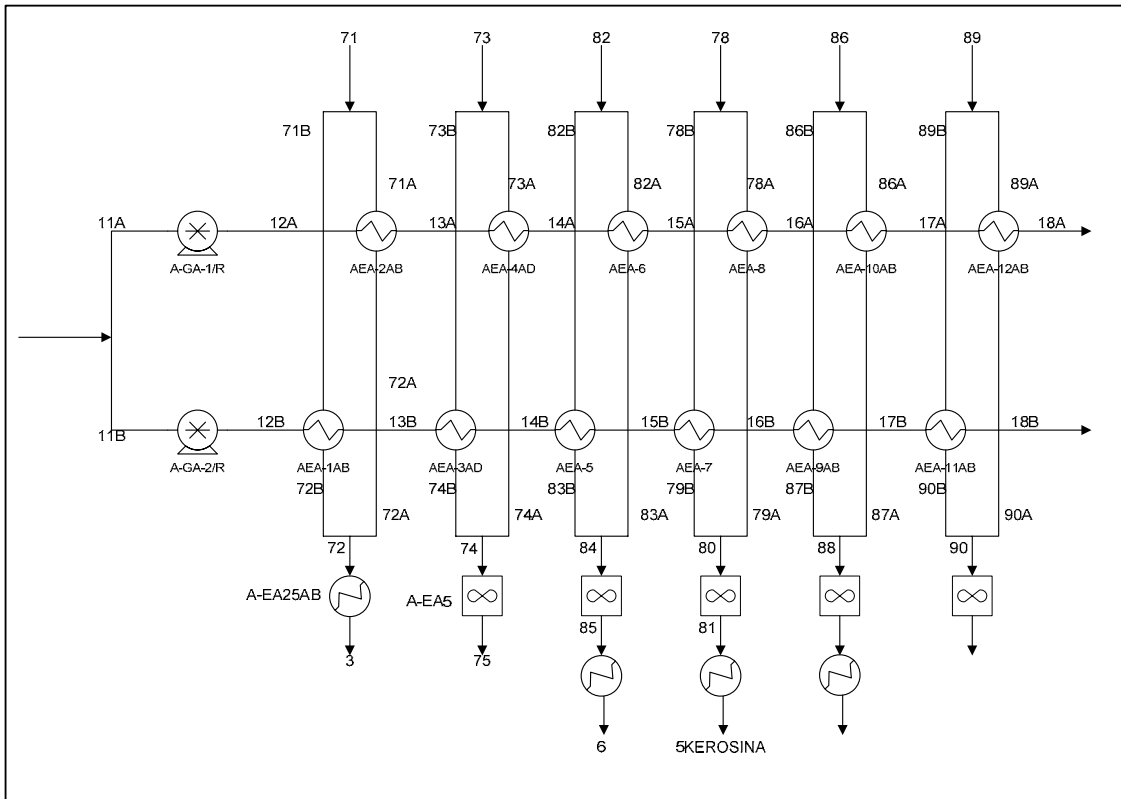 71 73 82 78 86 89
71B 73B 82B 78B 86B 89B
71A 73A 82A 78A 86A 89A
11A 12A 13A 14A 15A 16A 17A 18A
A-GA-1/R AEA-2AB AEA-4AD AEA-6 AEA-8 AEA-10AB AEA-12AB
72A
11B 12B 13B 14B 15B 16B 17B 18B
A-GA-2/R AEA-1AB AEA-3AD AEA-5 AEA-7 AEA-9AB AEA-11AB
72B 74B 83B 79B 87B 90B
72A 74A 83A 79A 87A 90A
72 74 84 80 88 90
A-EA25AB A-EA5
85 81
3 75
6 5KEROSINA